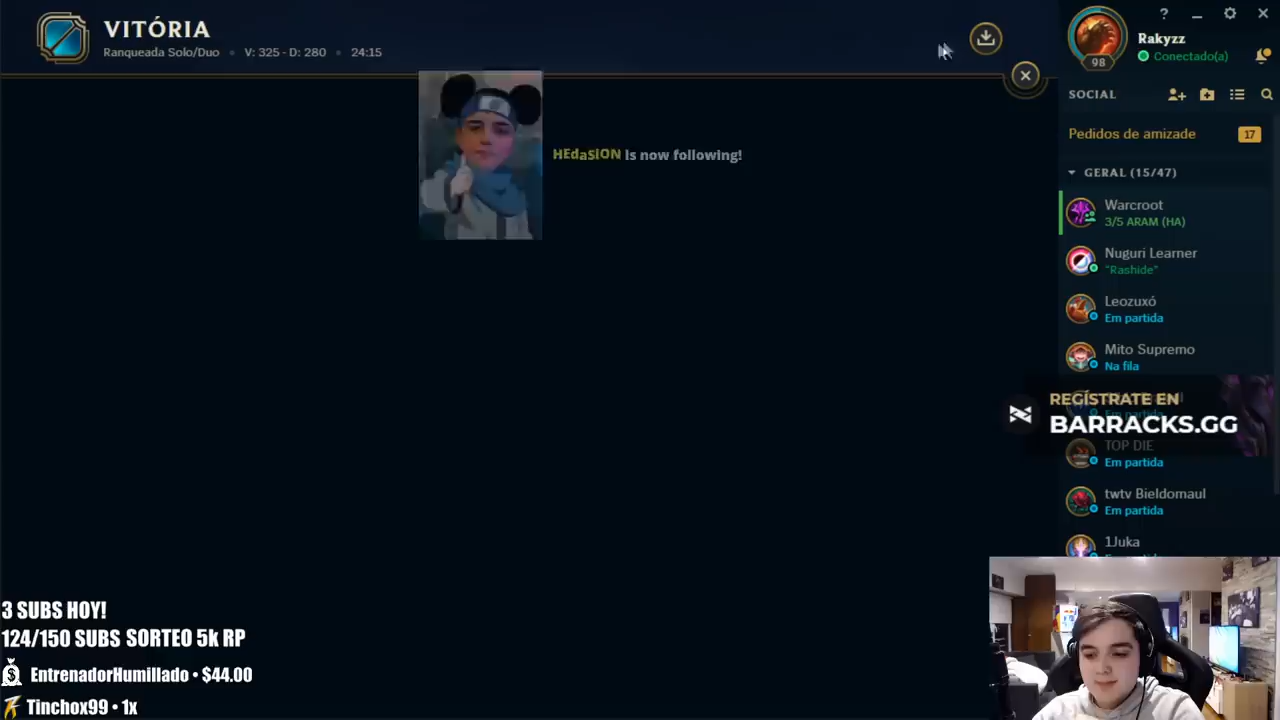 VITÓRIA
Ranqueada Solo/Duo • V: 325 - D: 280 • 24:15
HEdaSION is now following!
?
Rakyzz
98
Conectado(a)
SOCIAL
Pedidos de amizade 17
GERAL (15/47)
Warcroot
3/5 ARAM (HA)
Nuguri Learner
"Rashide"
Leozuxó
Em partida
Mito Supremo
Na fila
REGÍSTRATE EN
BARRACKS.GG
TOP DIE
Em partida
twtv Bieldomaul
Em partida
1Juka
3 SUBS HOY!
124/150 SUBS SORTEO 5k RP
EntrenadorHumillado • $44.00
Tinchox99 • 1x